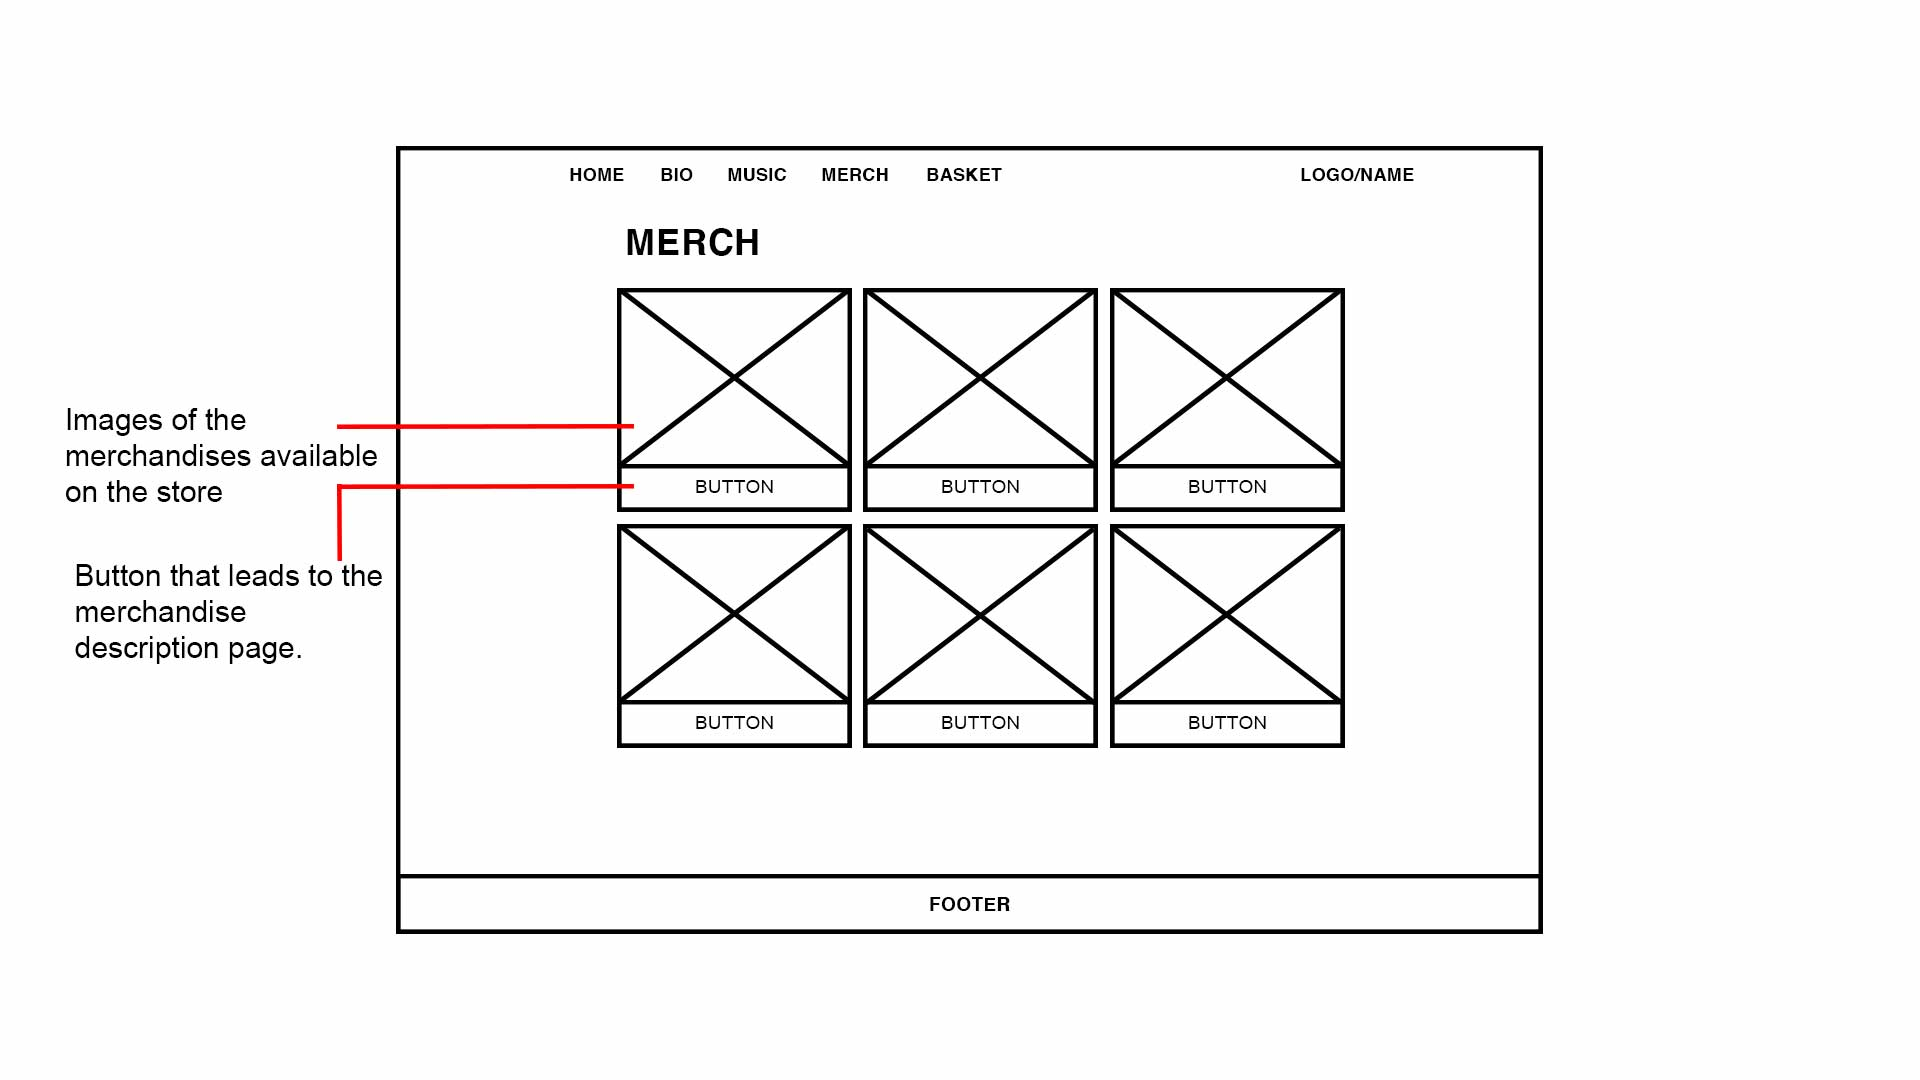 HOME BIO MUSIC MERCH BASKET LOGO/NAME
MERCH
Images of the
merchandises available
on the store
Button that leads to the
merchandise
description page.
BUTTON BUTTON BUTTON
BUTTON BUTTON BUTTON
FOOTER